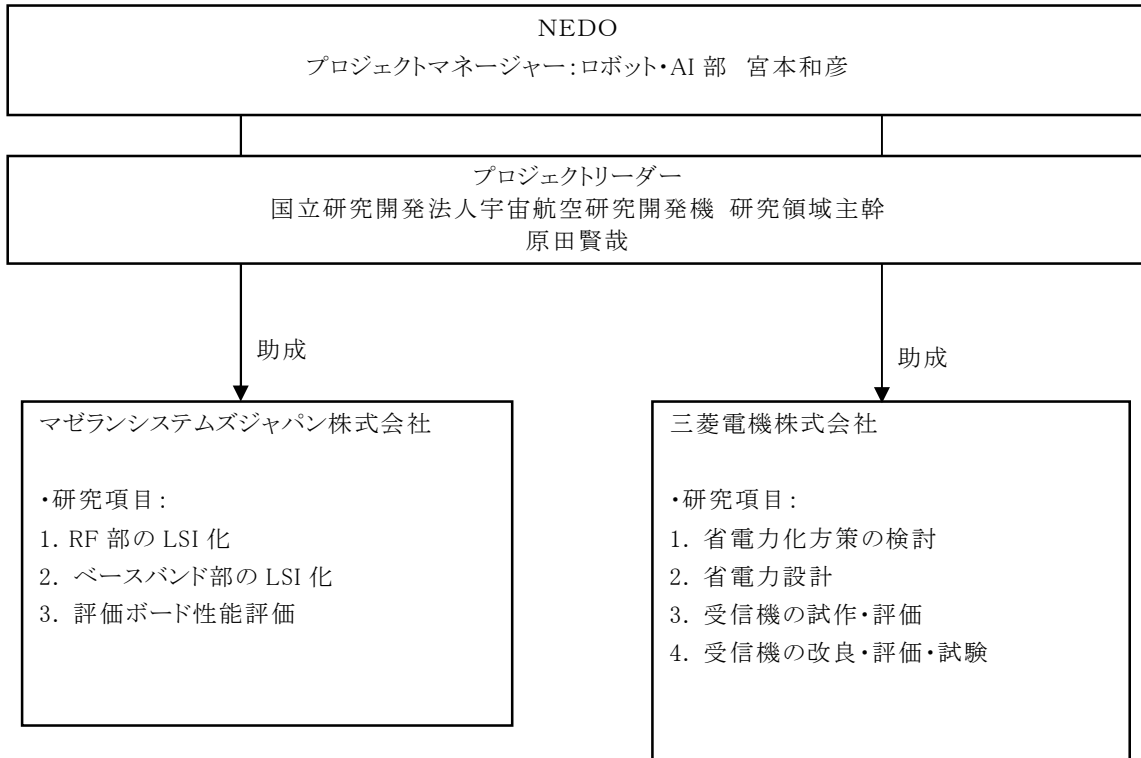 NEDO
プロジェクトマネージャー：ロボット・AI 部 宮本和彦
プロジェクトリーダー
国立研究開発法人宇宙航空研究開発機 研究領域主幹
原田賢哉
助成
助成
マゼランシステムズジャパン株式会社
・研究項目：
1. RF 部の LSI 化
2. ベースバンド部の LSI 化
3. 評価ボード性能評価
三菱電機株式会社
・研究項目：
1. 省電力化方策の検討
2. 省電力設計
3. 受信機の試作・評価
4. 受信機の改良・評価・試験